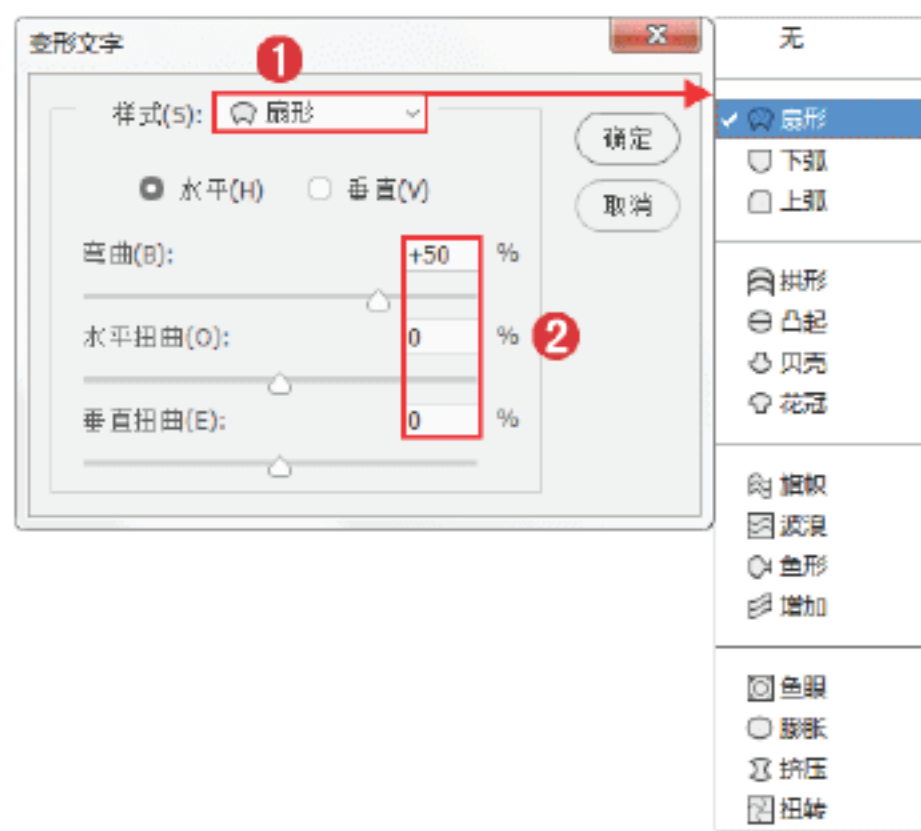 变形文字
1
样式(S): 扇形
水平(H) 垂直(V)
确定
取消
弯曲(B): +50 %
水平扭曲(O): 0 % 2
垂直扭曲(E): 0 %
无
扇形
下弧
上弧
拱形
凸起
贝壳
花冠
旗帜
波浪
鱼形
增加
鱼眼
膨胀
挤压
扭转